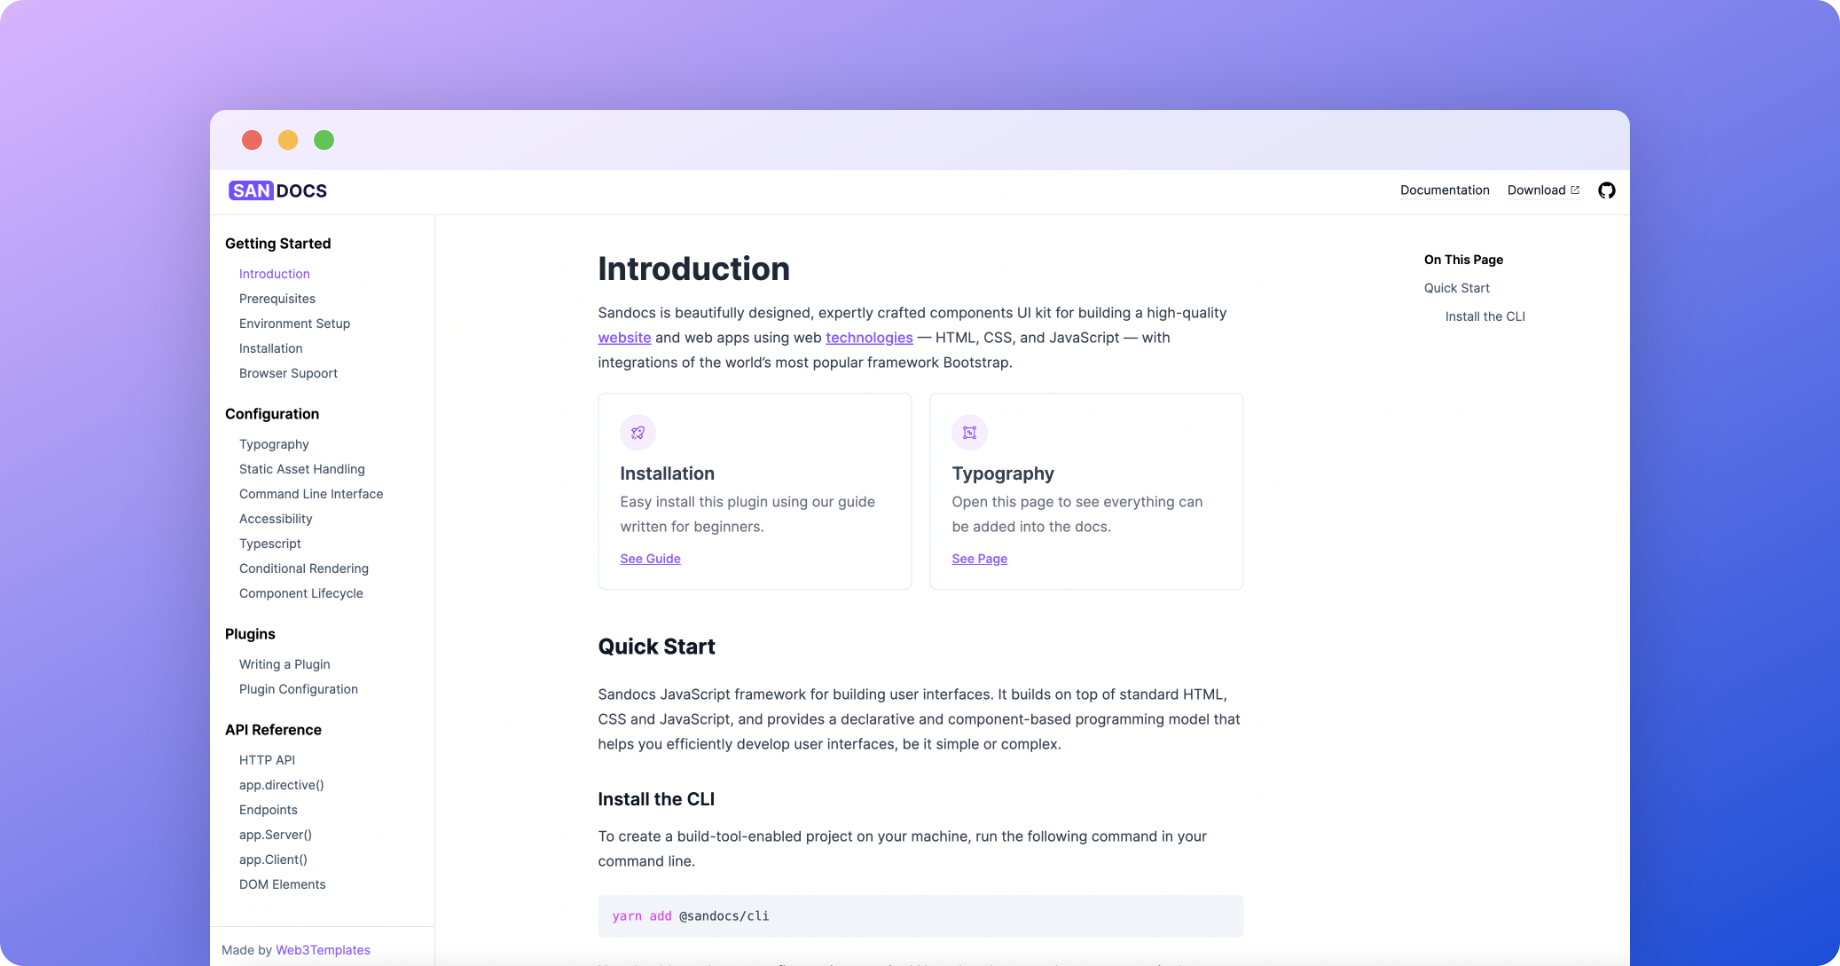 SAN DOCS
Documentation
Download
Getting Started
Introduction
Prerequisites
Environment Setup
Installation
Browser Supoort
Configuration
Typography
Static Asset Handling
Command Line Interface
Accessibility
Typescript
Conditional Rendering
Component Lifecycle
Plugins
Writing a Plugin
Plugin Configuration
API Reference
HTTP API
app.directive()
Endpoints
app.Server()
app.Client()
DOM Elements
Made by Web3Templates
Introduction
Sandocs is beautifully designed, expertly crafted components UI kit for building a high-quality
website and web apps using web technologies — HTML, CSS, and JavaScript — with
integrations of the world’s most popular framework Bootstrap.
Installation
Easy install this plugin using our guide
written for beginners.
See Guide
Typography
Open this page to see everything can
be added into the docs.
See Page
Quick Start
Sandocs JavaScript framework for building user interfaces. It builds on top of standard HTML,
CSS and JavaScript, and provides a declarative and component-based programming model that
helps you efficiently develop user interfaces, be it simple or complex.
Install the CLI
To create a build-tool-enabled project on your machine, run the following command in your
command line.
yarn add @sandocs/cli
On This Page
Quick Start
Install the CLI